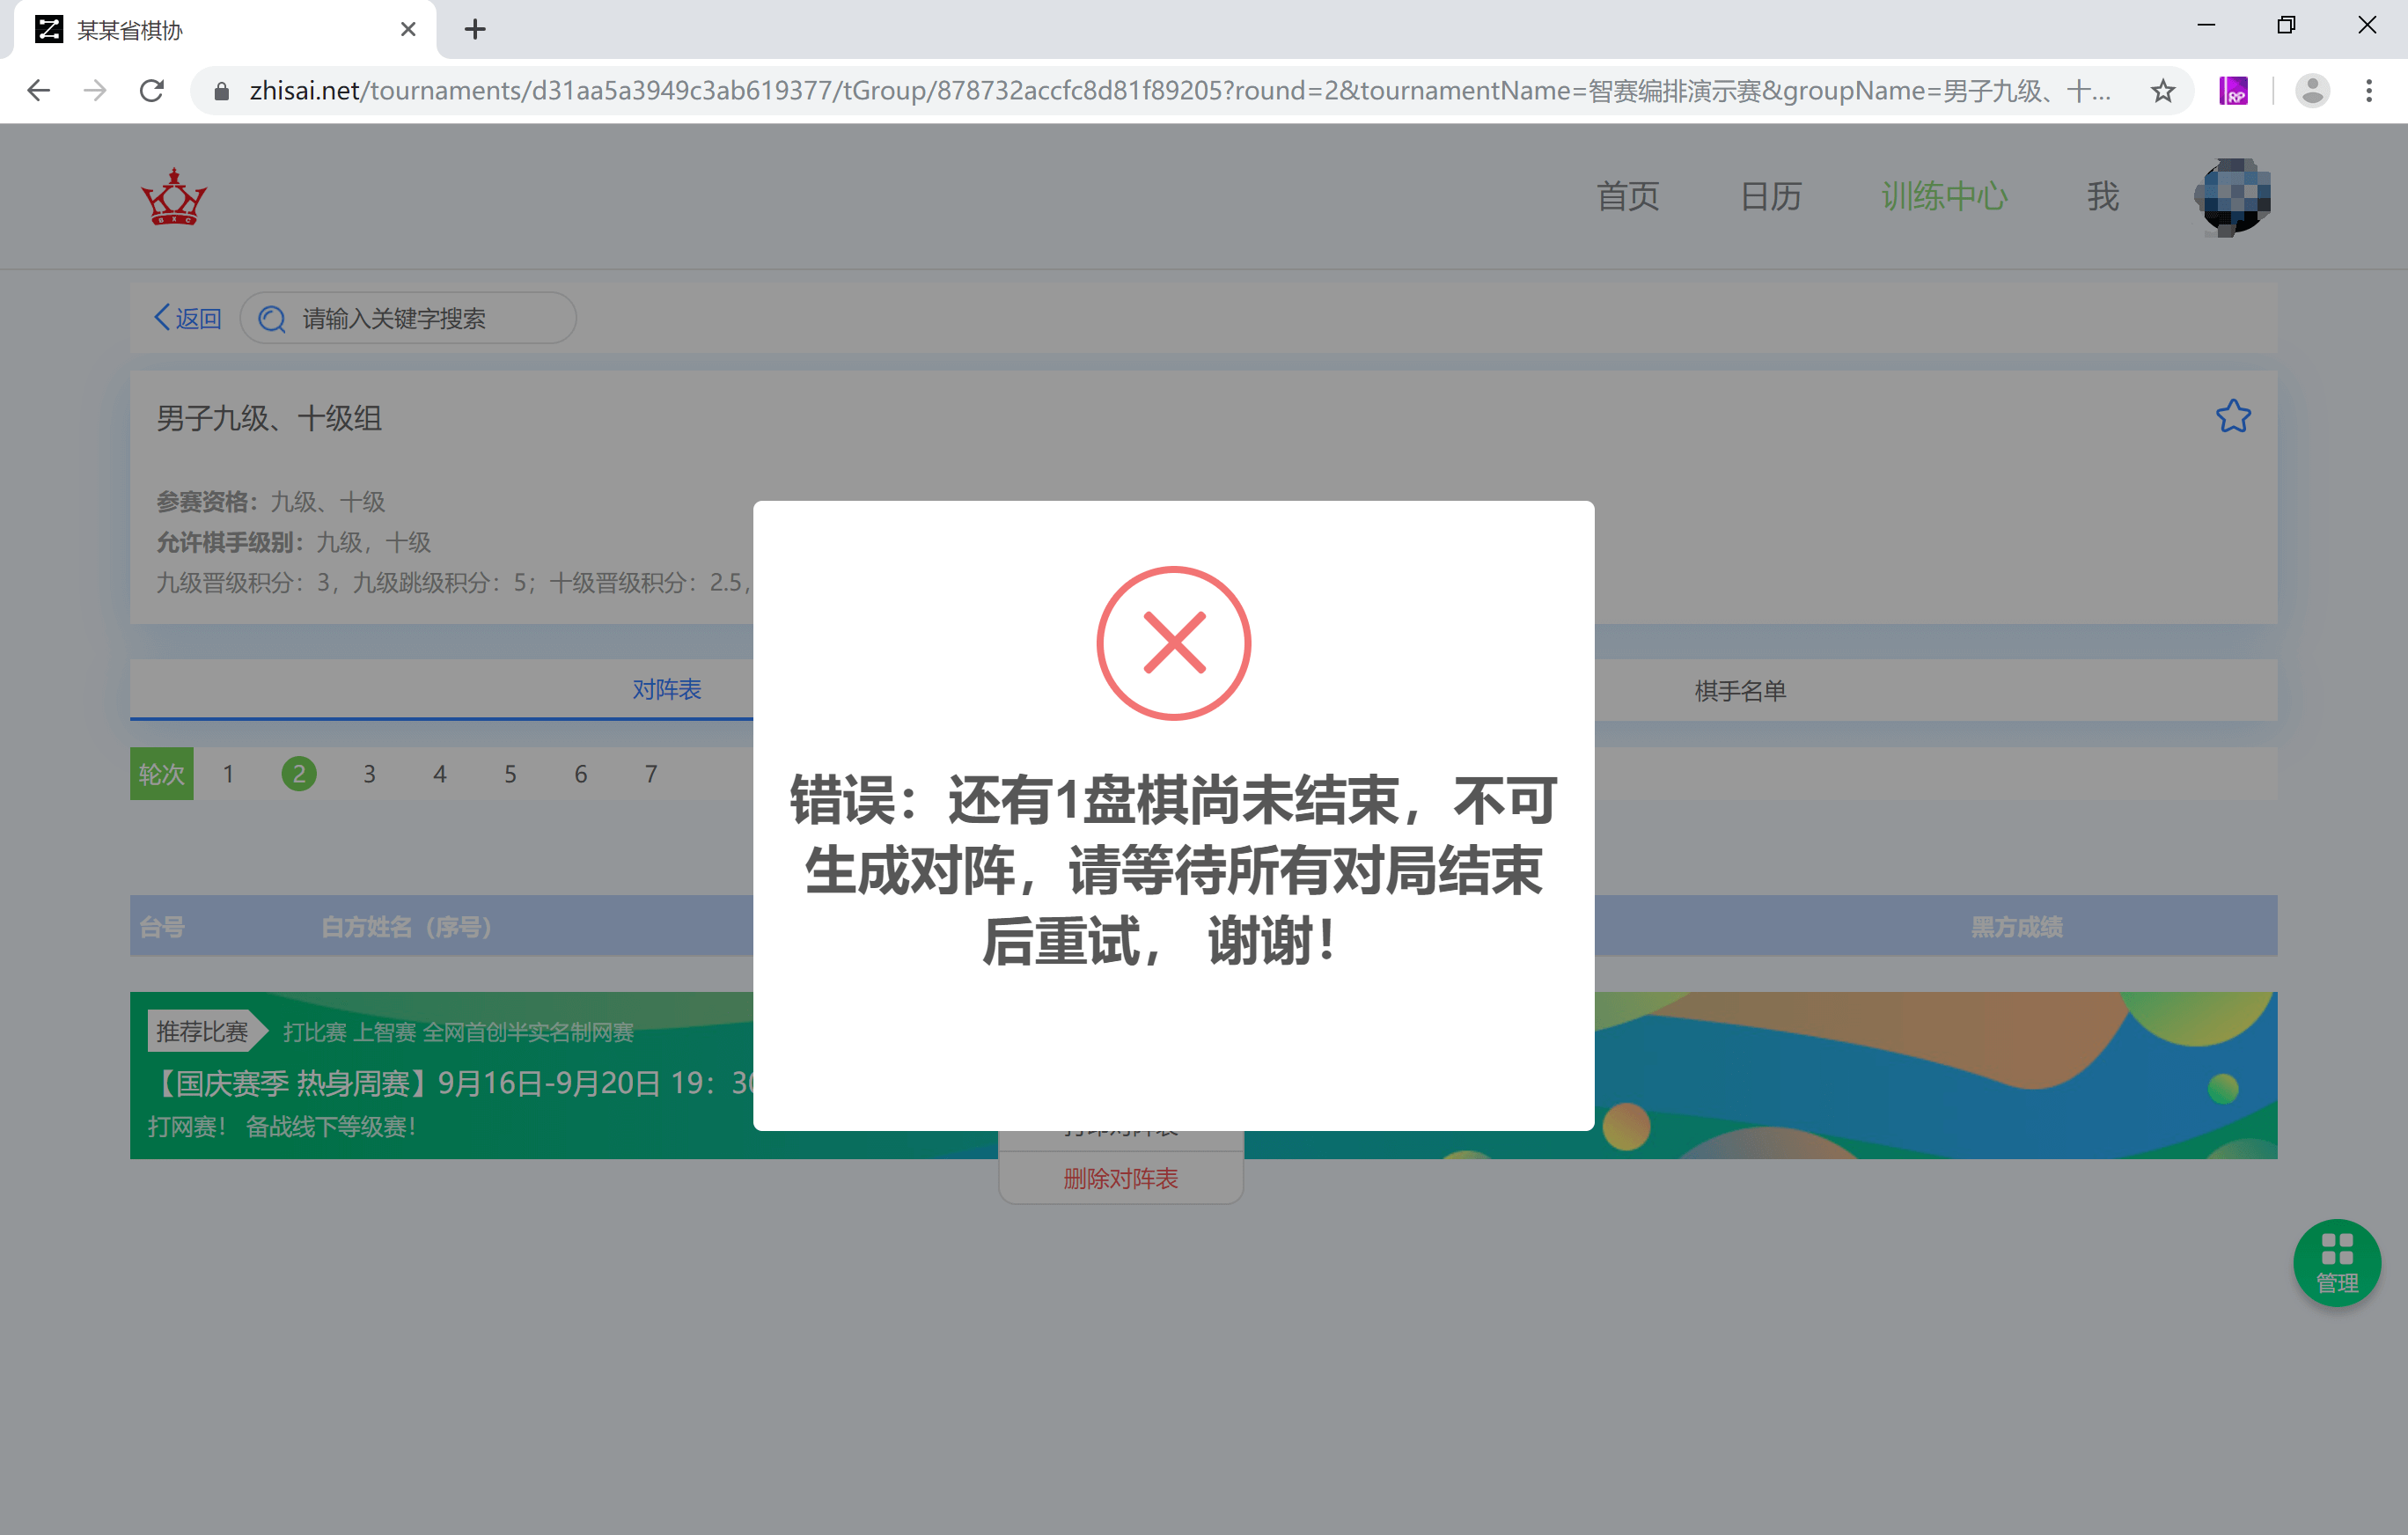 某某省棋协
zhisai.net/tournaments/d31aa5a3949c3ab619377/tGroup/878732accfc8d81f89205?round=2&tournamentName=智赛编排演示赛&groupName=男子九级、十...
首页 日历 训练中心 我
返回 请输入关键字搜索
男子九级、十级组
参赛资格：九级、十级
允许棋手级别：九级，十级
九级晋级积分：3，九级跳级积分：5；十级晋级积分：2.5，
对阵表 棋手名单
轮次 1 2 3 4 5 6 7
错误：还有1盘棋尚未结束，不可
生成对阵，请等待所有对局结束
后重试， 谢谢！
台号 白方姓名（序号） 黑方成绩
推荐比赛 打比赛 上智赛 全网首创半实名制网赛
【国庆赛季 热身周赛】9月16日-9月20日 19：30
打网赛！ 备战线下等级赛！
打印对阵表
删除对阵表
管理